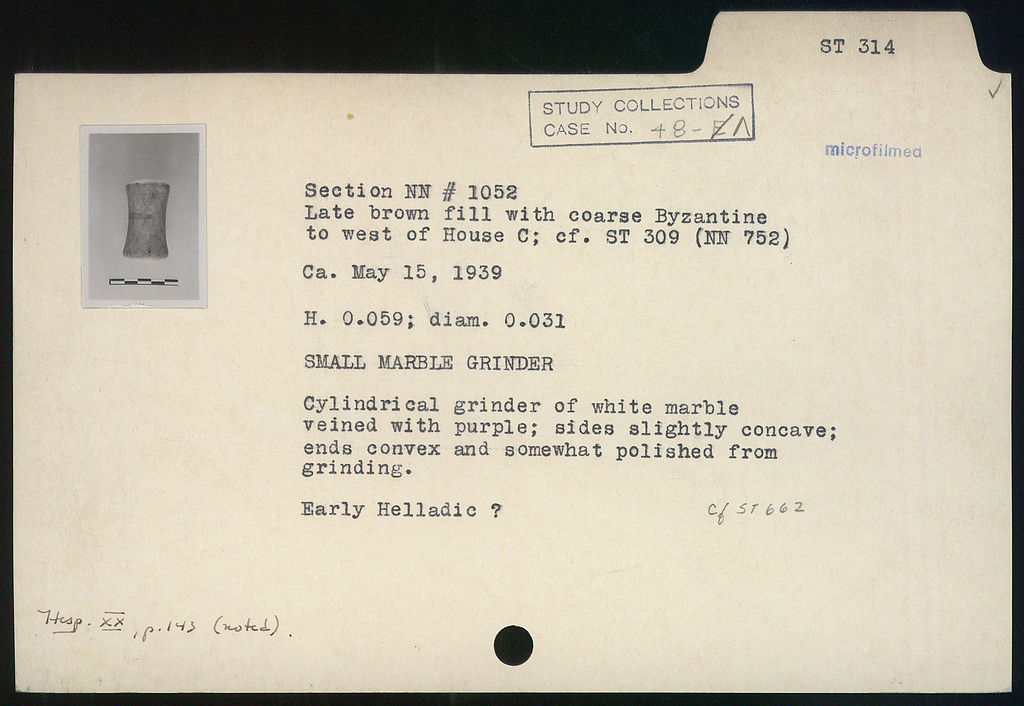 ST 314
STUDY COLLECTIONS
CASE No. 48-
microfilmed
Section NN # 1052
Late brown fill with coarse Byzantine
to west of House C; cf. ST 309 (NN 752)
Ca. May 15, 1939
H. 0.059; diam. 0.031
SMALL MARBLE GRINDER
Cylindrical grinder of white marble
veined with purple; sides slightly concave;
ends convex and somewhat polished from
grinding.
Early Helladic ?
Cf ST 662
Hesp. XX, p. 143 (noted).